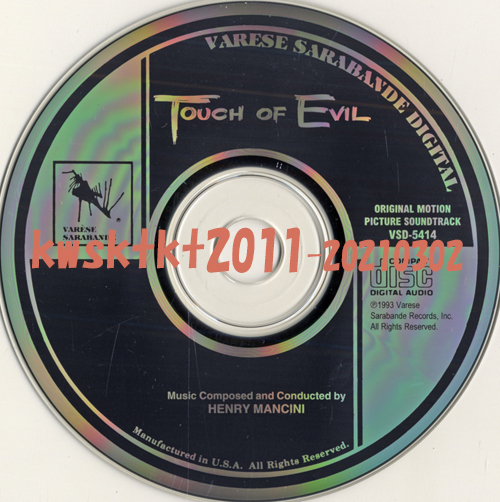 VARESE SARABANDE DIGITAL
TOUCH OF EVIL
VARESE
SARABANDE
ORIGINAL MOTION
PICTURE SOUNDTRACK
VSD-5414
kwsktkt2011-20210302
COMPACT
disc
DIGITAL AUDIO
℗1993 Varese
Sarabande Records, Inc.
All Rights Reserved.
Music Composed and Conducted by
HENRY MANCINI
Manufactured in U.S.A. All Rights Reserved.